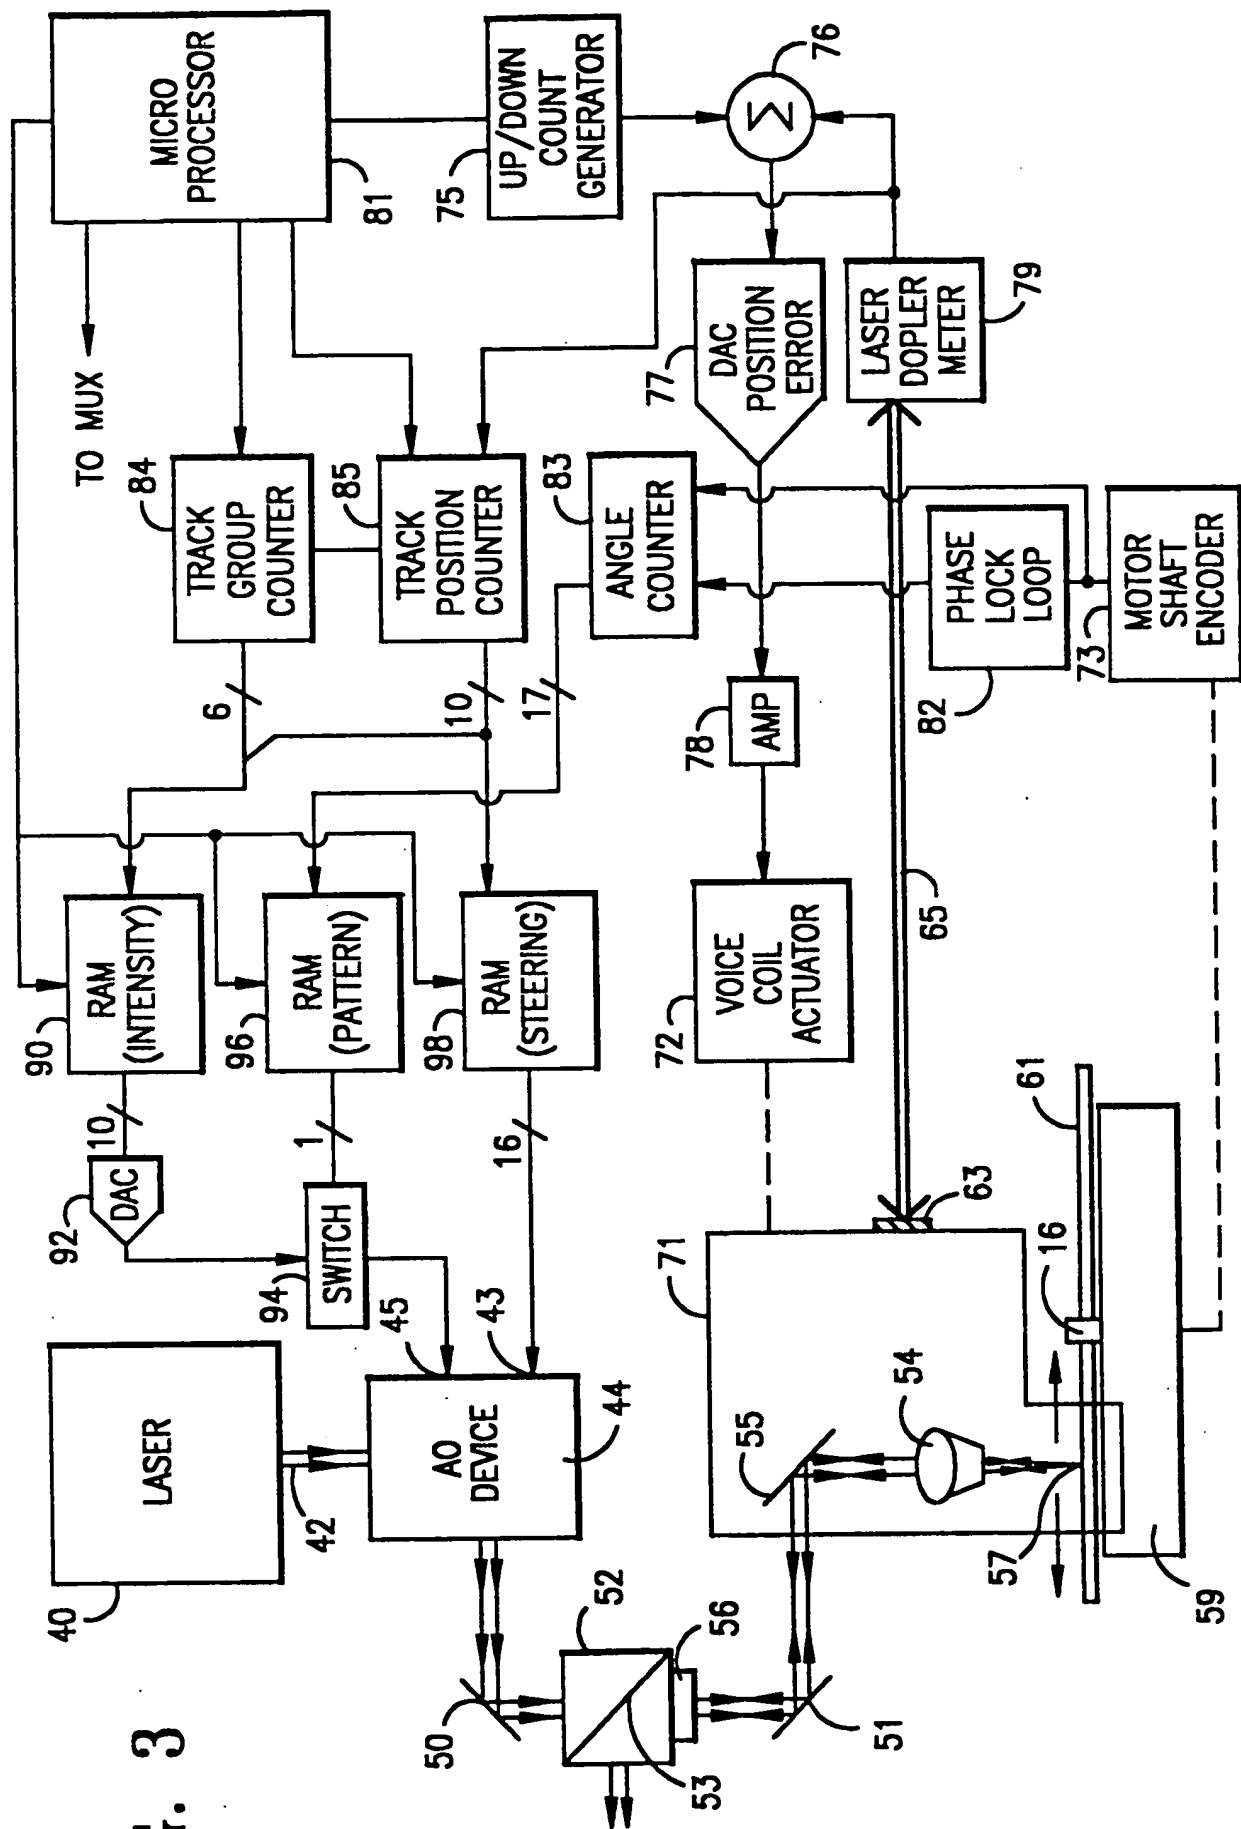 MICRO
PROCESSOR
81
UP/DOWN
COUNT
GENERATOR
75
Σ
76
TO MUX
TRACK
GROUP
COUNTER
84
TRACK
POSITION
COUNTER
85
ANGLE
COUNTER
83
DAC
POSITION
ERROR
77
LASER
DOPLER
METER
79
PHASE
LOCK
LOOP
82
MOTOR
SHAFT
ENCODER
73
6
10
17
AMP
78
RAM
(INTENSITY)
90
RAM
(PATTERN)
96
RAM
(STEERING)
98
VOICE
COIL
ACTUATOR
72
65
10
1
16
DAC
92
SWITCH
94
45
43
LASER
40
42
AO
DEVICE
44
71
63
61
16
54
55
57
59
50
52
53
56
51
3